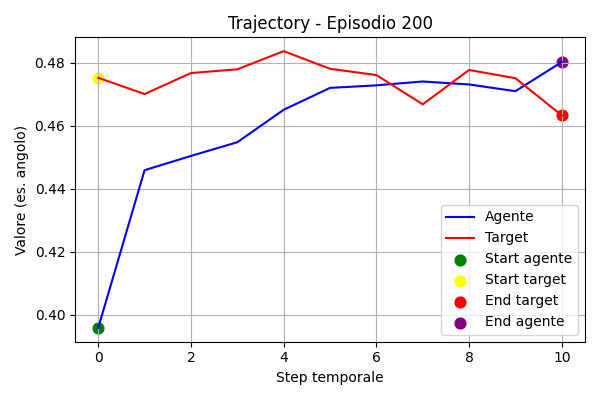 Trajectory - Episodio 200
Valore (es. angolo)
0.48
0.46
0.44
0.42
0.40
0 2 4 6 8 10
Step temporale
Agente
Target
Start agente
Start target
End target
End agente